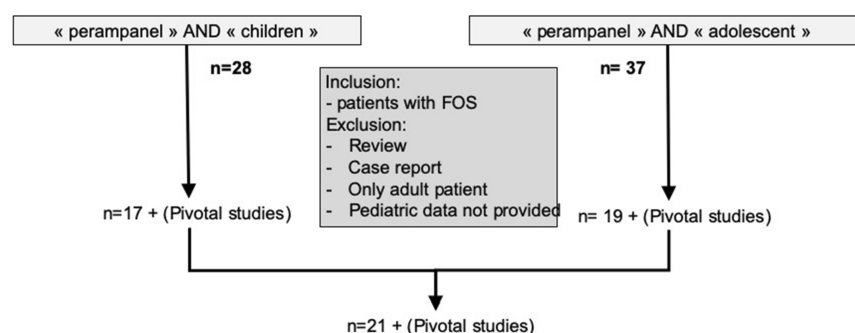 « perampanel » AND « children »
« perampanel » AND « adolescent »
n=28
n= 37
Inclusion:
- patients with FOS
Exclusion:
- Review
- Case report
- Only adult patient
- Pediatric data not provided
n=17 + (Pivotal studies)
n= 19 + (Pivotal studies)
n=21 + (Pivotal studies)